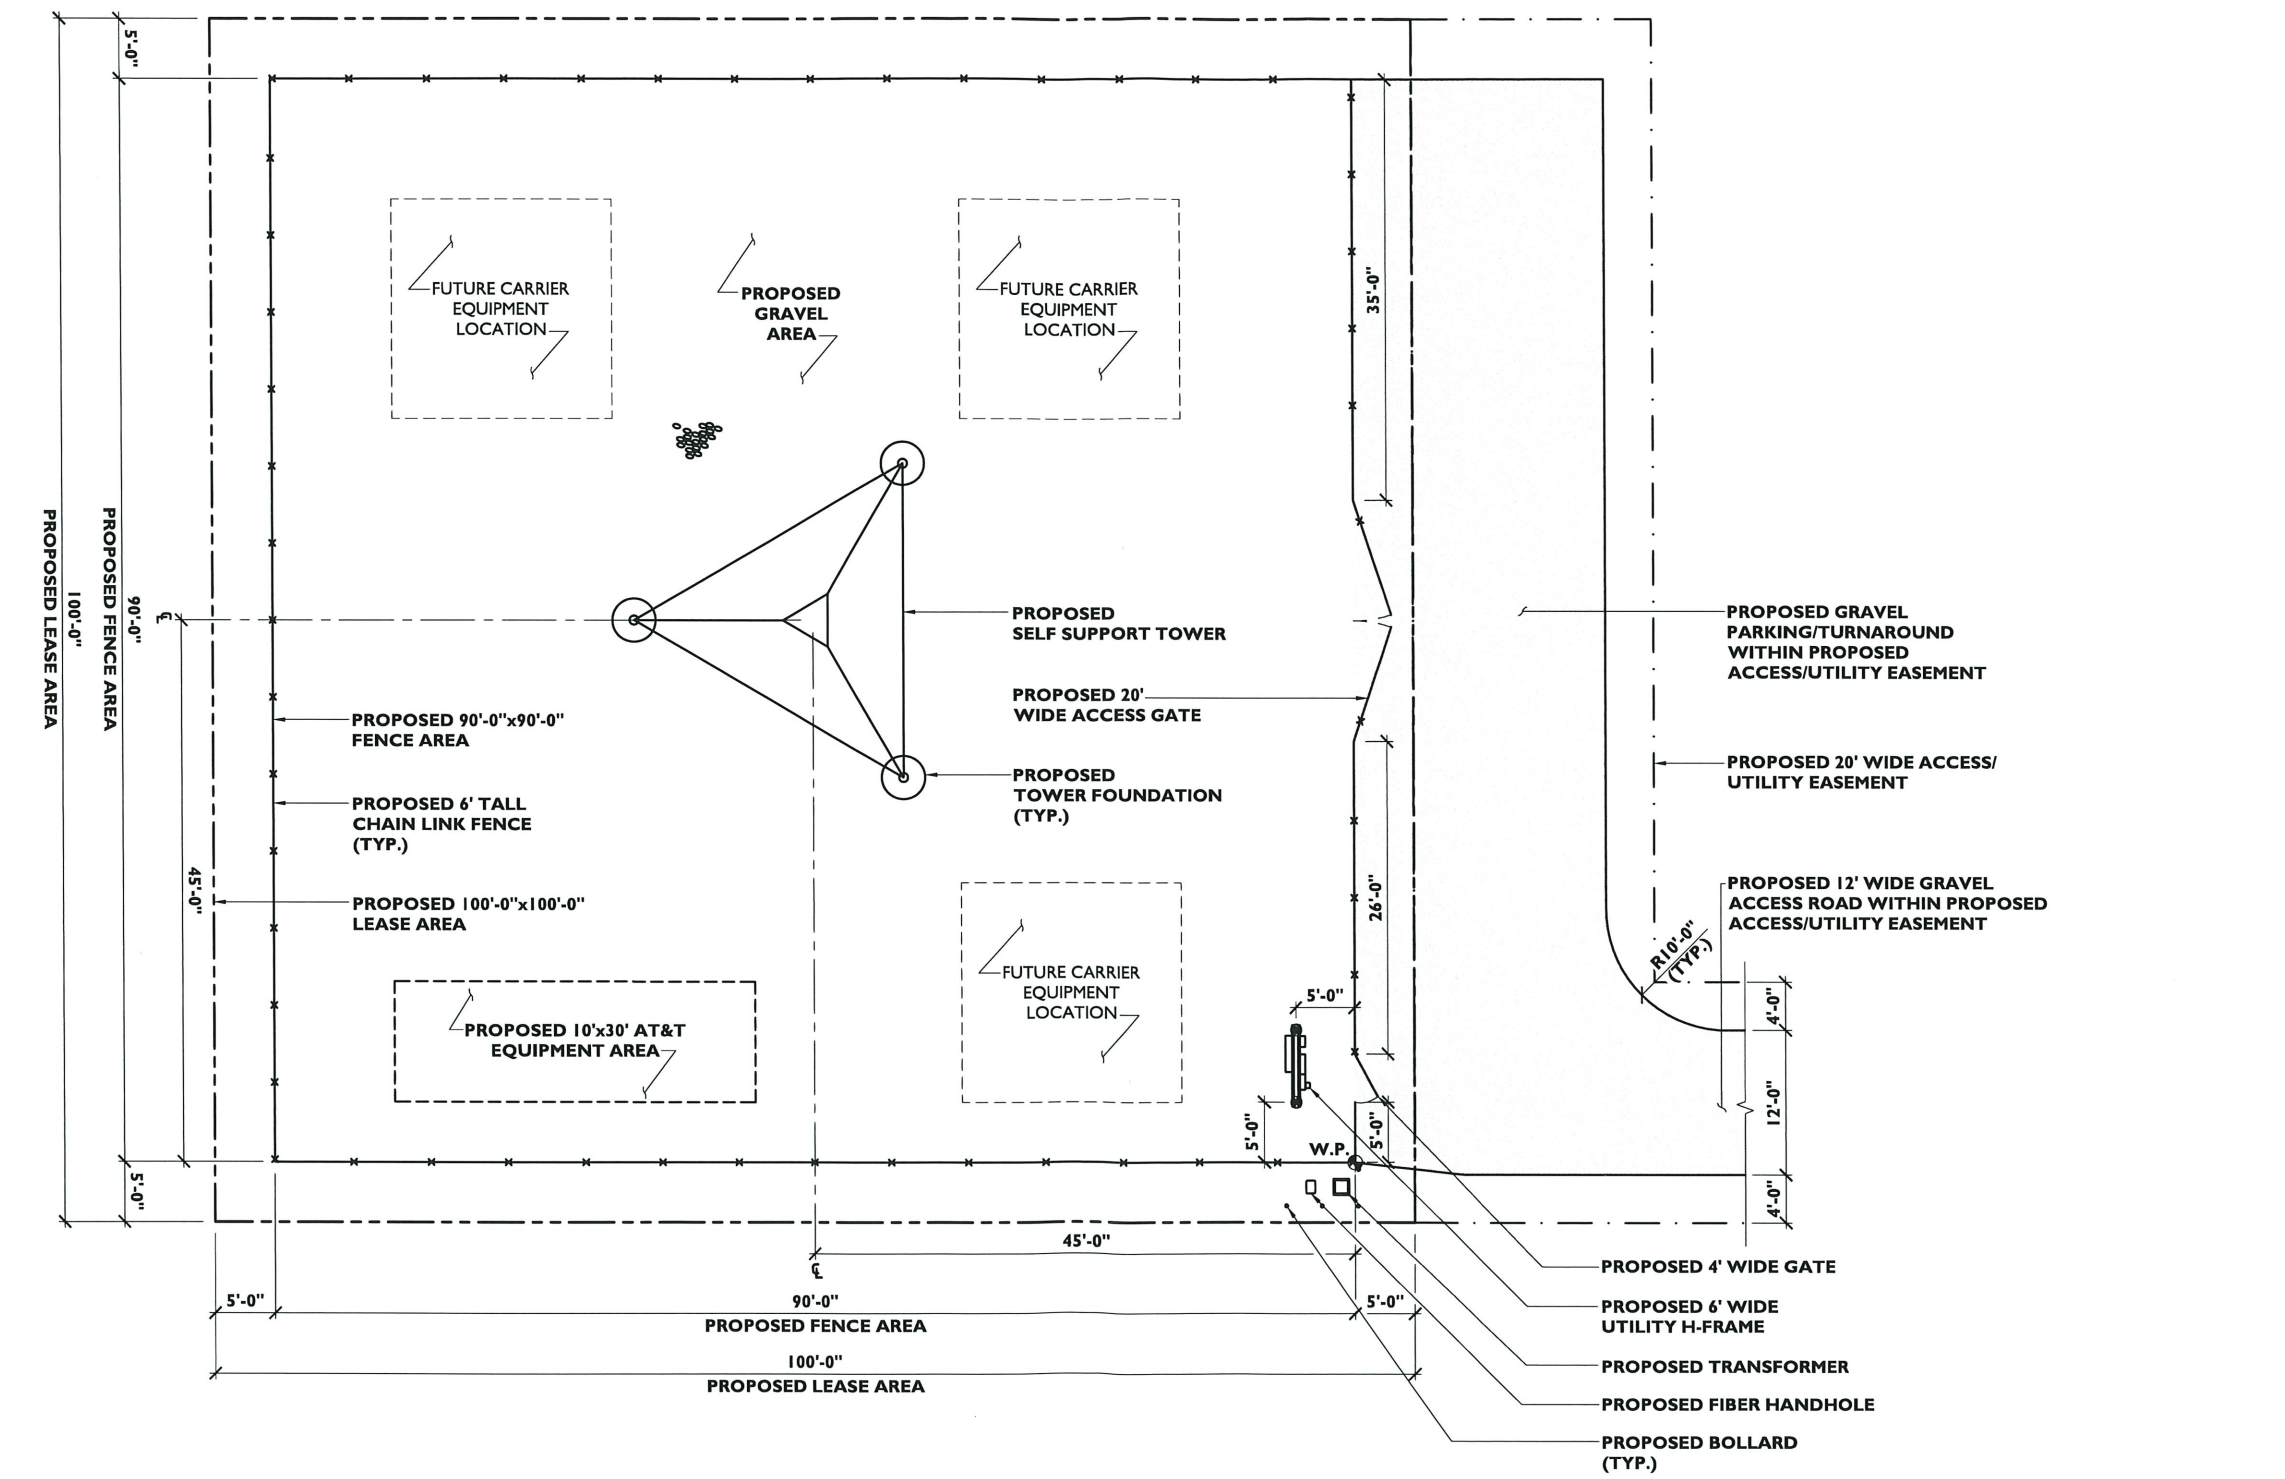 5'-0"
PROPOSED LEASE AREA
100'-0"
PROPOSED FENCE AREA
90'-0"
45'-0"
5'-0"
℄
FUTURE CARRIER
EQUIPMENT
LOCATION
PROPOSED
GRAVEL
AREA
FUTURE CARRIER
EQUIPMENT
LOCATION
35'-0"
PROPOSED
SELF SUPPORT TOWER
PROPOSED 20'
WIDE ACCESS GATE
PROPOSED
TOWER FOUNDATION
(TYP.)
PROPOSED 90'-0"x90'-0"
FENCE AREA
PROPOSED 6' TALL
CHAIN LINK FENCE
(TYP.)
PROPOSED 100'-0"x100'-0"
LEASE AREA
PROPOSED 10'x30' AT&T
EQUIPMENT AREA
FUTURE CARRIER
EQUIPMENT
LOCATION
26'-0"
5'-0"
5'-0"
5'-0"
W.P.
PROPOSED GRAVEL
PARKING/TURNAROUND
WITHIN PROPOSED
ACCESS/UTILITY EASEMENT
PROPOSED 20' WIDE ACCESS/
UTILITY EASEMENT
PROPOSED 12' WIDE GRAVEL
ACCESS ROAD WITHIN PROPOSED
ACCESS/UTILITY EASEMENT
R10'-0"
(TYP.)
4'-0"
12'-0"
4'-0"
45'-0"
℄
5'-0"
90'-0"
5'-0"
PROPOSED FENCE AREA
100'-0"
PROPOSED LEASE AREA
PROPOSED 4' WIDE GATE
PROPOSED 6' WIDE
UTILITY H-FRAME
PROPOSED TRANSFORMER
PROPOSED FIBER HANDHOLE
PROPOSED BOLLARD
(TYP.)